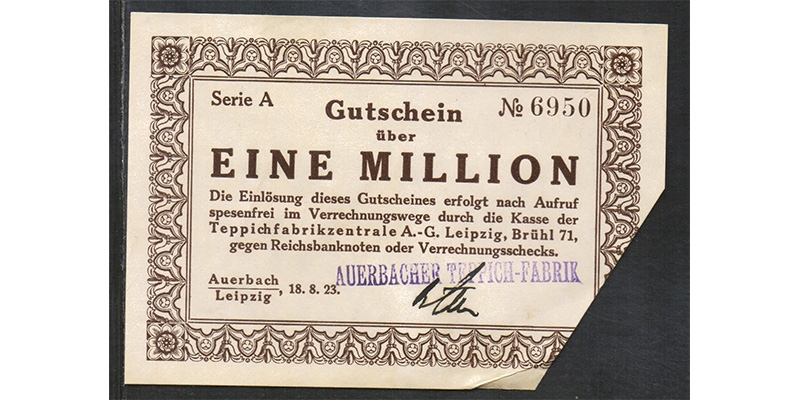 Serie A
Gutschein
№ 6950
über
EINE MILLION
Die Einlösung dieses Gutscheines erfolgt nach Aufruf
spesenfrei im Verrechnungswege durch die Kasse der
Teppichfabrikzentrale A.-G. Leipzig, Brühl 71,
gegen Reichsbanknoten oder Verrechnungsschecks.
AUERBACHER TEPPICH-FABRIK
Auerbach
Leipzig , 18. 8. 23.